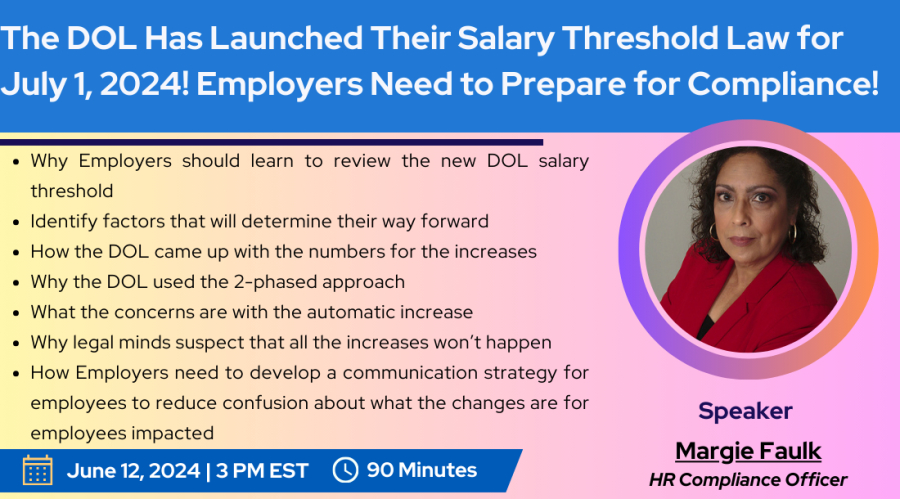 The DOL Has Launched Their Salary Threshold Law for
July 1, 2024! Employers Need to Prepare for Compliance!
• Why Employers should learn to review the new DOL salary
threshold
• Identify factors that will determine their way forward
• How the DOL came up with the numbers for the increases
• Why the DOL used the 2-phased approach
• What the concerns are with the automatic increase
• Why legal minds suspect that all the increases won't happen
• How Employers need to develop a communication strategy for
employees to reduce confusion about what the changes are for
employees impacted
June 12, 2024 | 3 PM EST
90 Minutes
Speaker
Margie Faulk
HR Compliance Officer